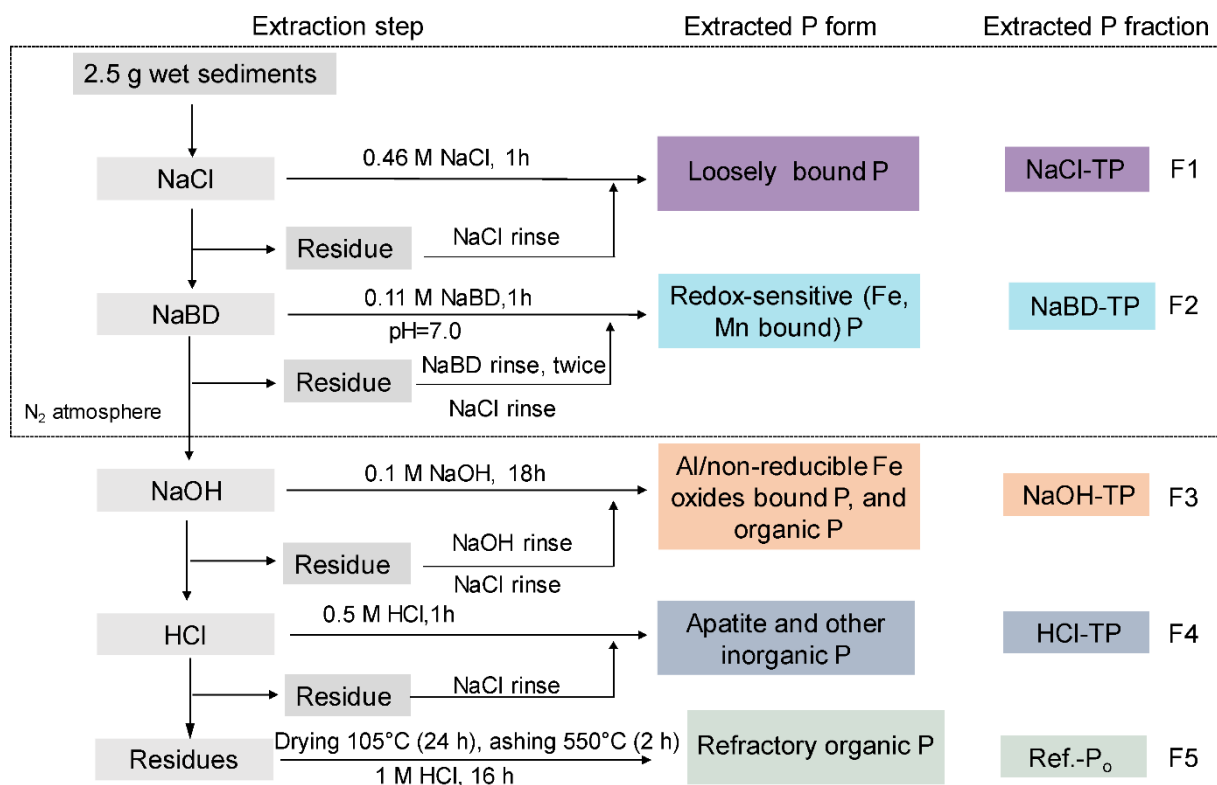 Extraction step
Extracted P form
Extracted P fraction
2.5 g wet sediments
NaCl
0.46 M NaCl, 1h
Loosely bound P
NaCl-TP
F1
Residue
NaCl rinse
NaBD
0.11 M NaBD,1h
pH=7.0
Redox-sensitive (Fe,
Mn bound) P
NaBD-TP
F2
Residue
NaBD rinse, twice
NaCl rinse
N₂ atmosphere
NaOH
0.1 M NaOH, 18h
Al/non-reducible Fe
oxides bound P, and
organic P
NaOH-TP
F3
Residue
NaOH rinse
NaCl rinse
HCl
0.5 M HCl,1h
Apatite and other
inorganic P
HCl-TP
F4
Residue
NaCl rinse
Residues
Drying 105°C (24 h), ashing 550°C (2 h)
1 M HCl, 16 h
Refractory organic P
Ref.-Pₒ
F5